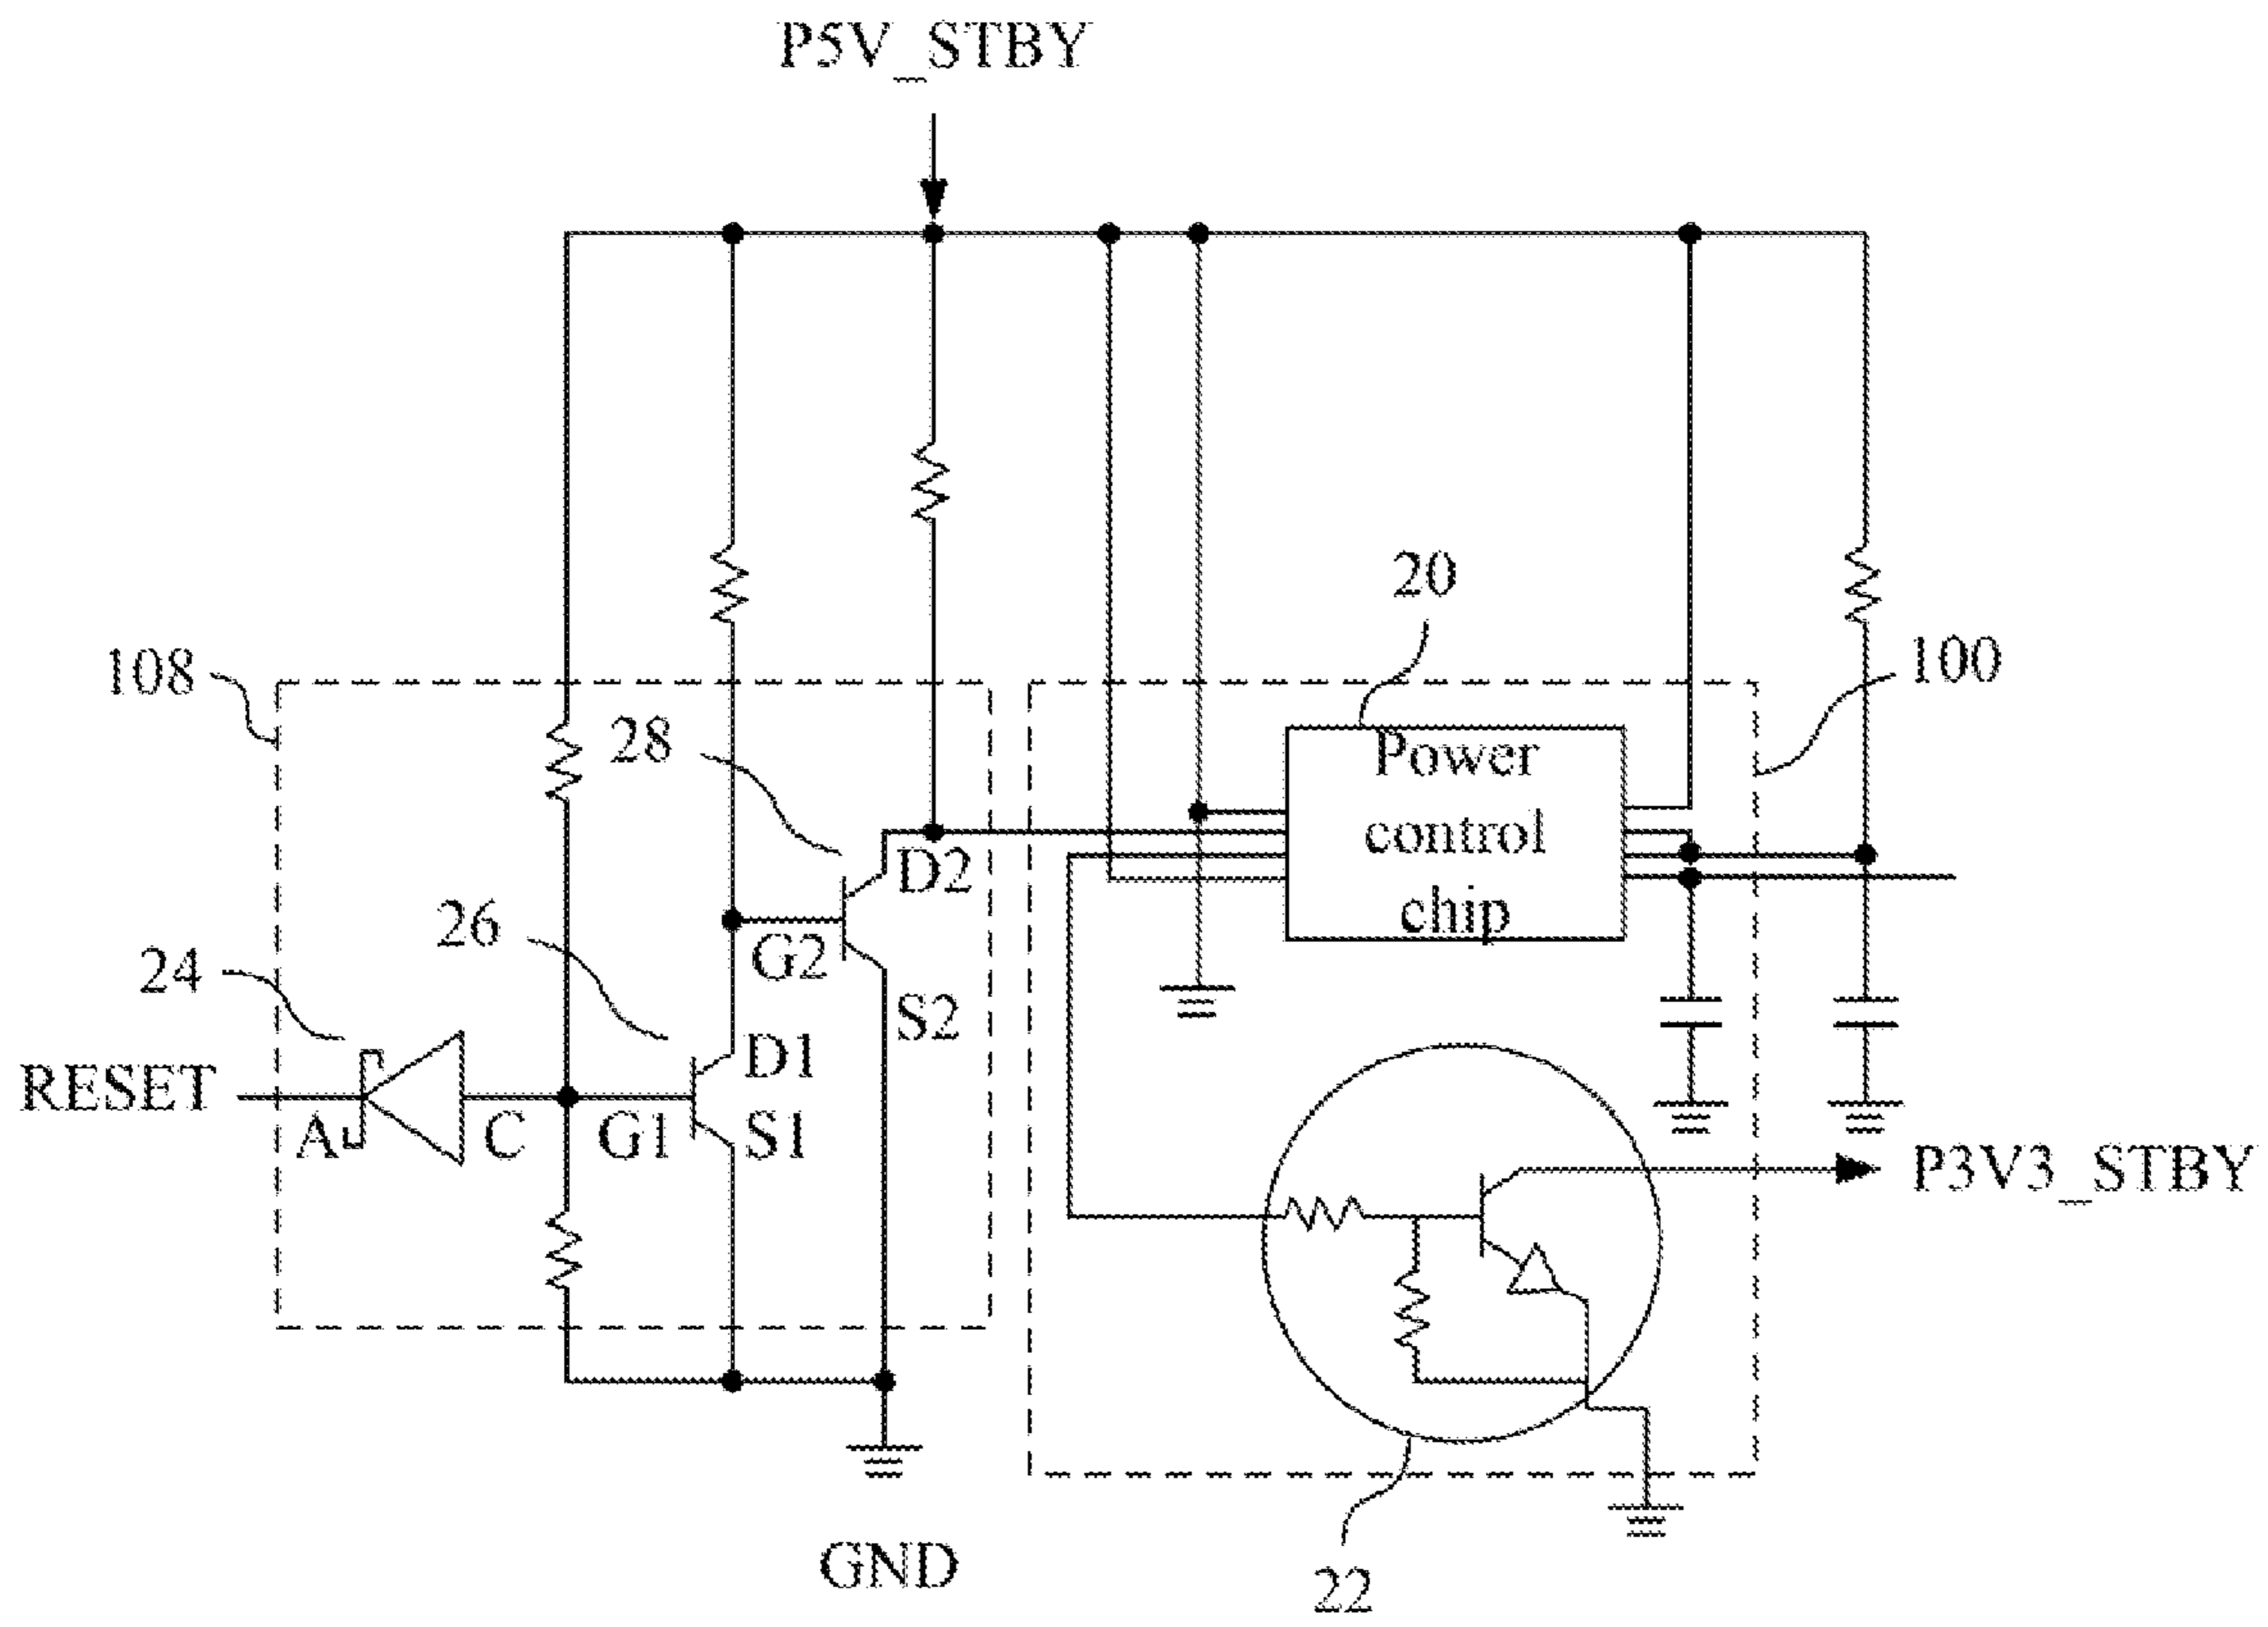 P5V_STBY
20
108
100
28
Power
control
chip
D2
26
G2
24
S2
D1
RESET
A
C
G1
S1
P3V3_STBY
GND
22